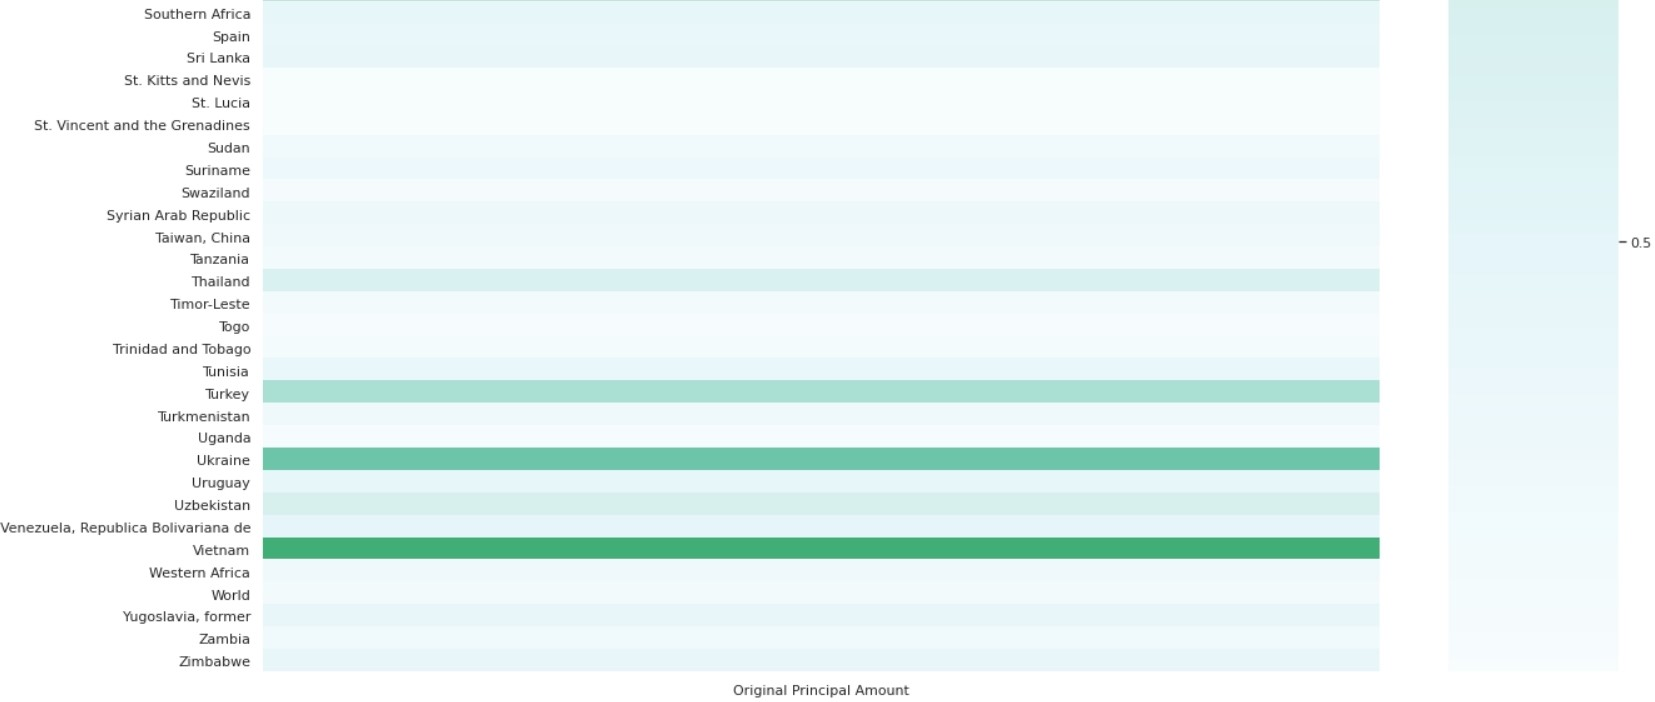 Southern Africa
Spain
Sri Lanka
St. Kitts and Nevis
St. Lucia
St. Vincent and the Grenadines
Sudan
Suriname
Swaziland
Syrian Arab Republic
Taiwan, China
0.5
Tanzania
Thailand
Timor-Leste
Togo
Trinidad and Tobago
Tunisia
Turkey
Turkmenistan
Uganda
Ukraine
Uruguay
Uzbekistan
Venezuela, Republica Bolivariana de
Vietnam
Western Africa
World
Yugoslavia, former
Zambia
Zimbabwe
Original Principal Amount